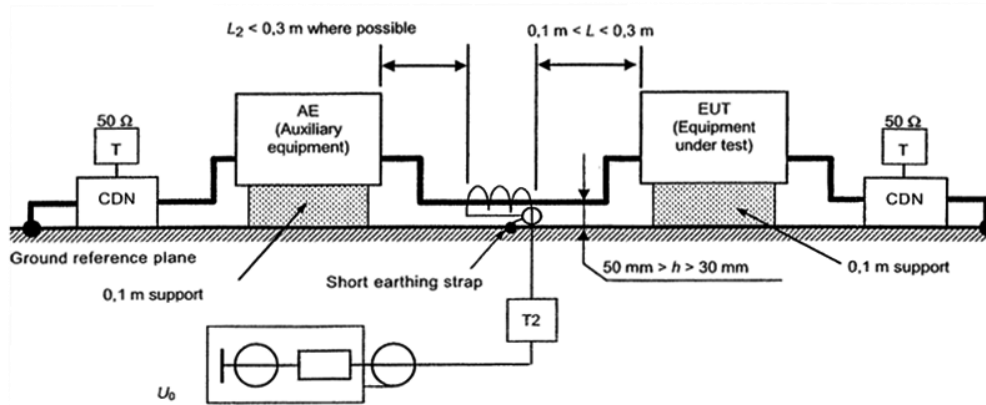 L₂ < 0,3 m where possible
0,1 m < L < 0,3 m
AE
(Auxiliary
equipment)
EUT
(Equipment
under test)
50 Ω
T
CDN
50 Ω
T
CDN
Ground reference plane
0,1 m support
Short earthing strap
50 mm > h > 30 mm
0,1 m support
T2
U₀